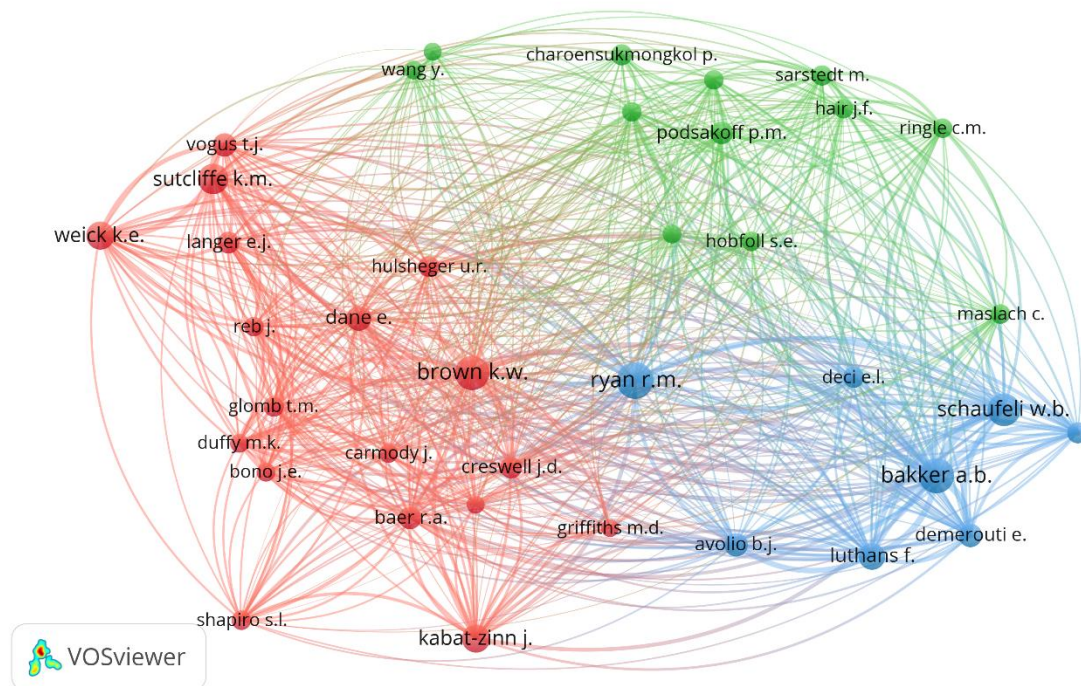 charoensukmongkol p.
wang y.
sarstedt m.
hair j.f.
ringle c.m.
podsakoff p.m.
vogus t.j.
sutcliffe k.m.
weick k.e.
langer e.j.
hobfoll s.e.
hulsheger u.r.
maslach c.
dane e.
reb j.
brown k.w.
ryan r.m.
deci e.l.
glomb t.m.
schaufeli w.b.
duffy m.k.
carmody j.
bono j.e.
creswell j.d.
bakker a.b.
baer r.a.
griffiths m.d.
demerouti e.
avolio b.j.
luthans f.
shapiro s.l.
kabat-zinn j.
VOSviewer